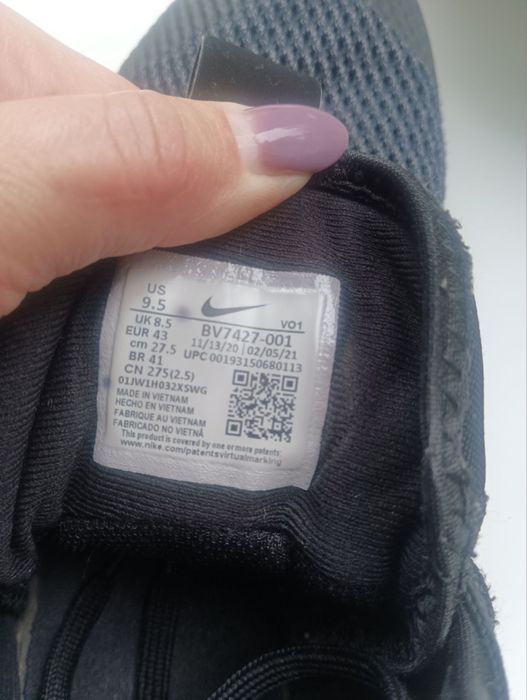 US
9.5
VO1
UK 8.5 BV7427-001
EUR 43 11/13/20 | 02/05/21
cm 27.5 UPC 00193150680113
BR 41
CN 275(2.5)
01JW1H032XSWG
MADE IN VIETNAM
HECHO EN VIETNAM
FABRIQUE AU VIETNAM
FABRICADO NO VIETNÃ
This product is covered by one or more patents:
www.nike.com/patentsvirtualmarking